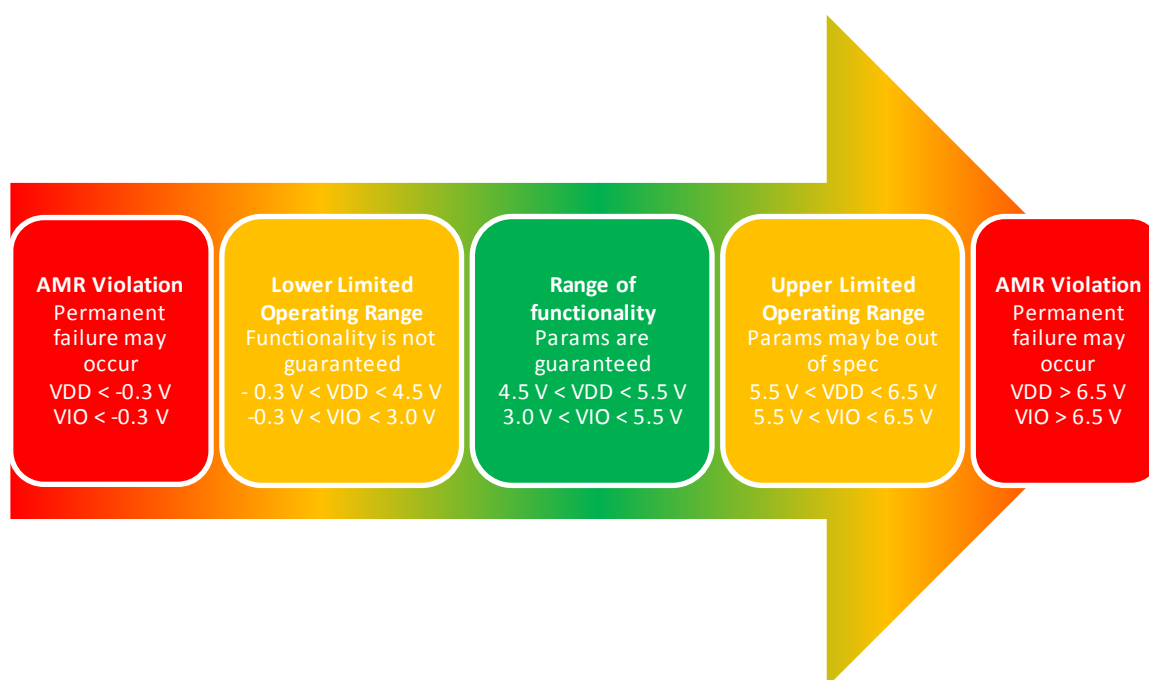 AMR Violation
Permanent
failure may
occur
VDD < -0.3 V
VIO < -0.3 V
Lower Limited
Operating Range
Functionality is not
guaranteed
- 0.3 V < VDD < 4.5 V
-0.3 V < VIO < 3.0 V
Range of
functionality
Params are
guaranteed
4.5 V < VDD < 5.5 V
3.0 V < VIO < 5.5 V
Upper Limited
Operating Range
Params may be out
of spec
5.5 V < VDD < 6.5 V
5.5 V < VIO < 6.5 V
AMR Violation
Permanent
failure may
occur
VDD > 6.5 V
VIO > 6.5 V